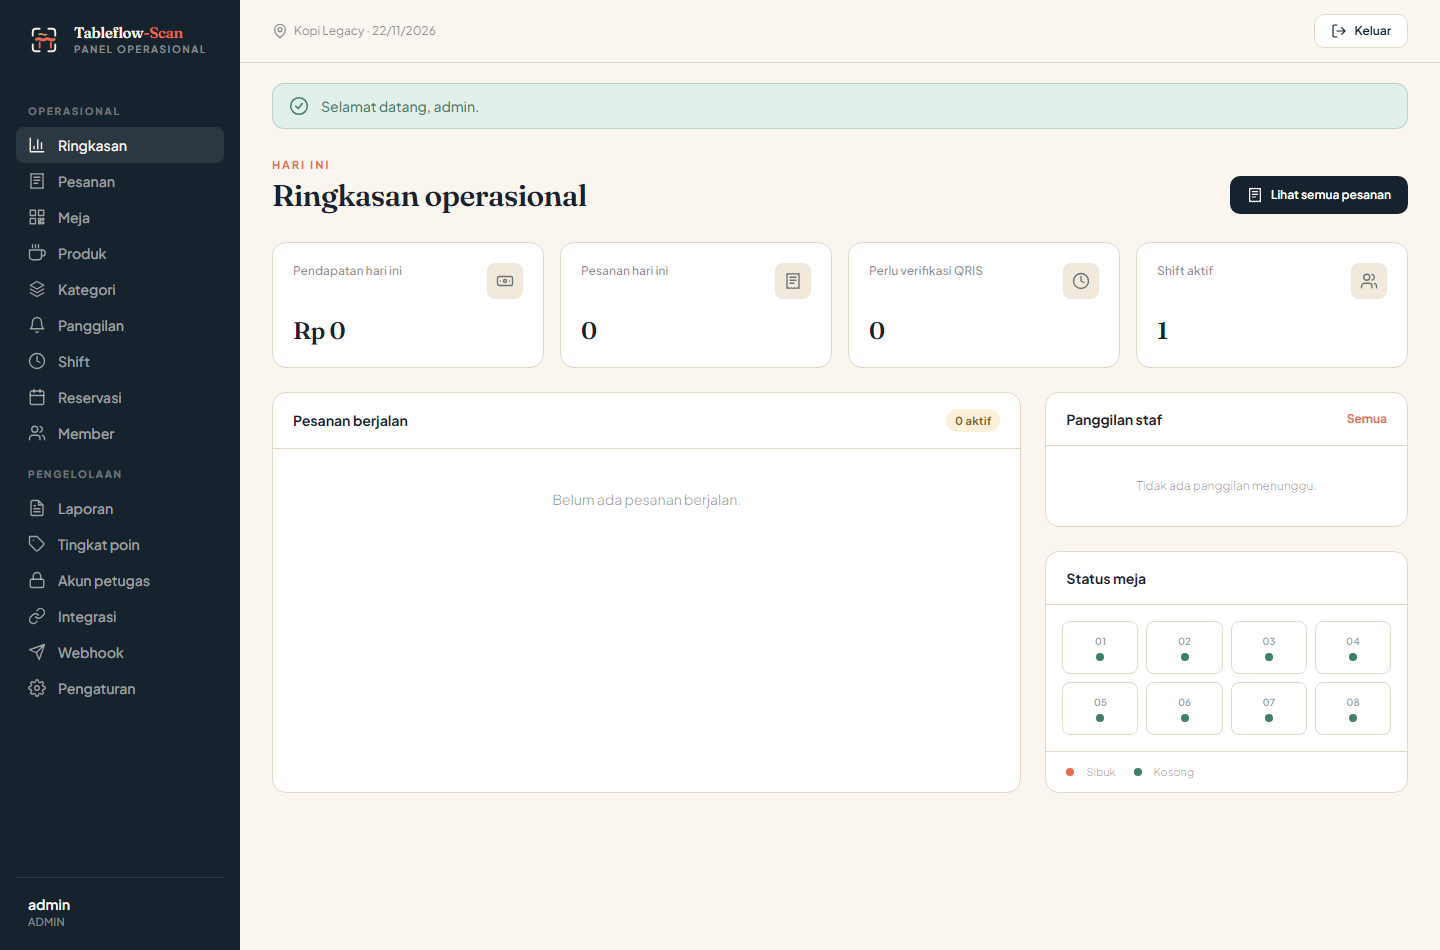 Tableflow-Scan
PANEL OPERASIONAL
OPERASIONAL
Ringkasan
Pesanan
Meja
Produk
Kategori
Panggilan
Shift
Reservasi
Member
PENGELOLAAN
Laporan
Tingkat poin
Akun petugas
Integrasi
Webhook
Pengaturan
admin
ADMIN
Kopi Legacy · 22/11/2026
Keluar
Selamat datang, admin.
HARI INI
Ringkasan operasional
Lihat semua pesanan
Pendapatan hari ini
Rp 0
Pesanan hari ini
0
Perlu verifikasi QRIS
0
Shift aktif
1
Pesanan berjalan
0 aktif
Belum ada pesanan berjalan.
Panggilan staf
Semua
Tidak ada panggilan menunggu.
Status meja
01 02 03 04
05 06 07 08
Sibuk Kosong